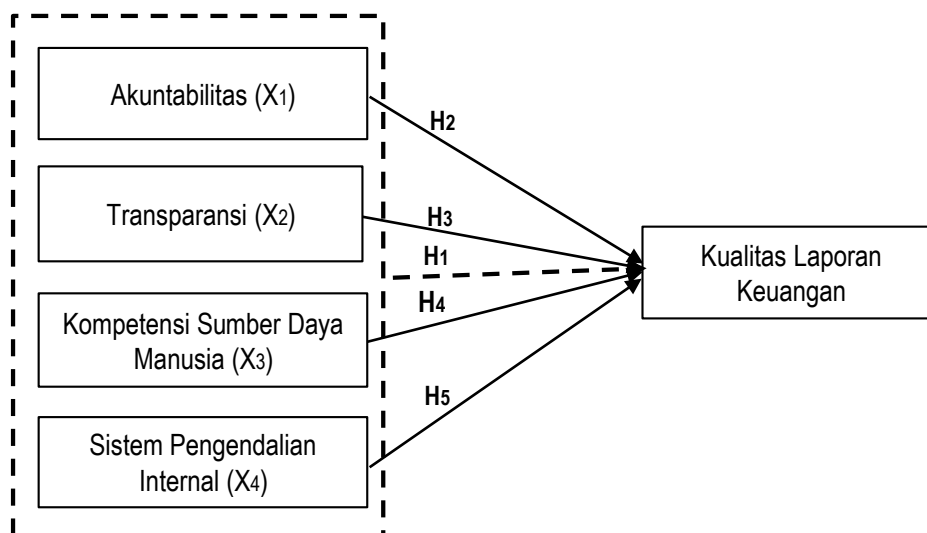 Akuntabilitas (X1)
H2
Transparansi (X2)
H3
H1
Kualitas Laporan
Keuangan
H4
Kompetensi Sumber Daya
Manusia (X3)
H5
Sistem Pengendalian
Internal (X4)